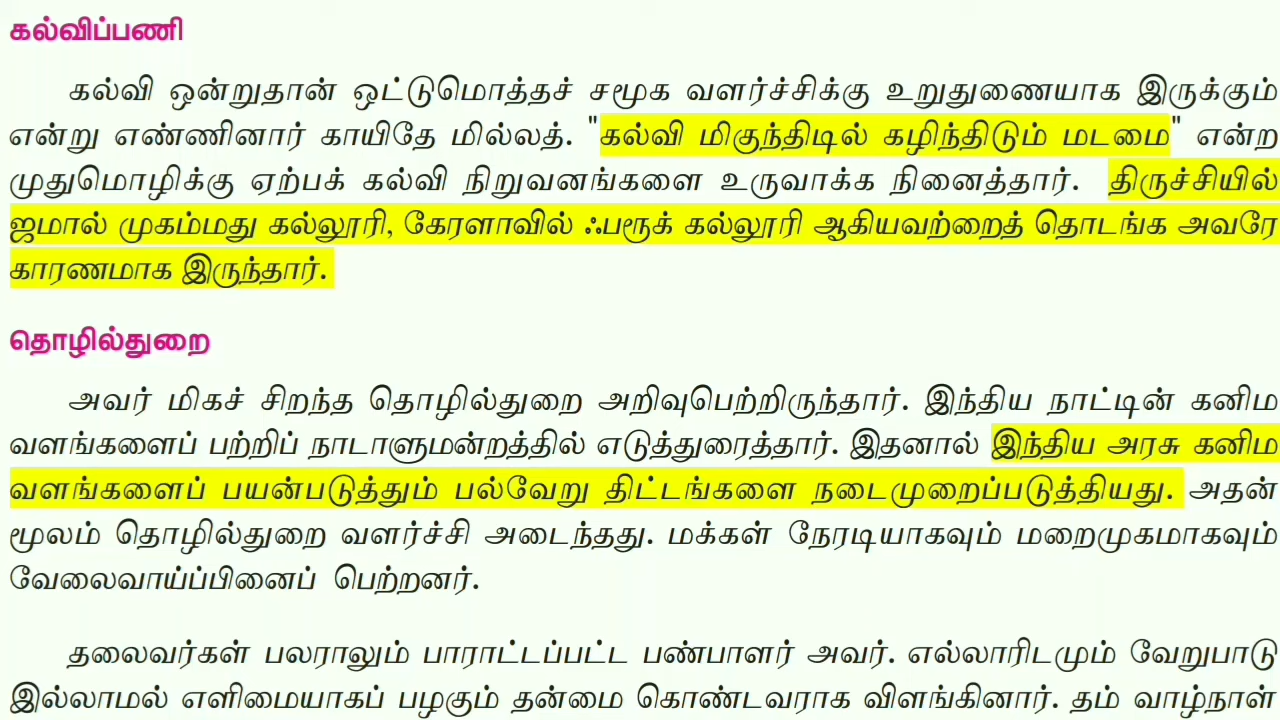 கல்விப்பணி
கல்வி ஒன்றுதான் ஒட்டுமொத்தச் சமூக வளர்ச்சிக்கு உறுதுணையாக இருக்கும்
என்று எண்ணினார் காயிதே மில்லத். "கல்வி மிகுந்திடில் கழிந்திடும் மடமை" என்ற
முதுமொழிக்கு ஏற்பக் கல்வி நிறுவனங்களை உருவாக்க நினைத்தார். திருச்சியில்
ஜமால் முகம்மது கல்லூரி, கேரளாவில் ஃபரூக் கல்லூரி ஆகியவற்றைத் தொடங்க அவரே
காரணமாக இருந்தார்.
தொழில்துறை
அவர் மிகச் சிறந்த தொழில்துறை அறிவுபெற்றிருந்தார். இந்திய நாட்டின் கனிம
வளங்களைப் பற்றிப் நாடாளுமன்றத்தில் எடுத்துரைத்தார். இதனால் இந்திய அரசு கனிம
வளங்களைப் பயன்படுத்தும் பல்வேறு திட்டங்களை நடைமுறைப்படுத்தியது. அதன்
மூலம் தொழில்துறை வளர்ச்சி அடைந்தது. மக்கள் நேரடியாகவும் மறைமுகமாகவும்
வேலைவாய்ப்பினைப் பெற்றனர்.
தலைவர்கள் பலராலும் பாராட்டப்பட்ட பண்பாளர் அவர். எல்லாரிடமும் வேறுபாடு
இல்லாமல் எளிமையாகப் பழகும் தன்மை கொண்டவராக விளங்கினார். தம் வாழ்நாள்